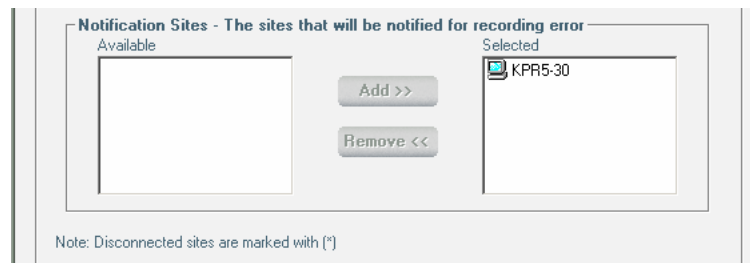 Notification Sites - The sites that will be notified for recording error
Available
Selected
KPR5-30
Add >>
Remove <<
Note: Disconnected sites are marked with (*)